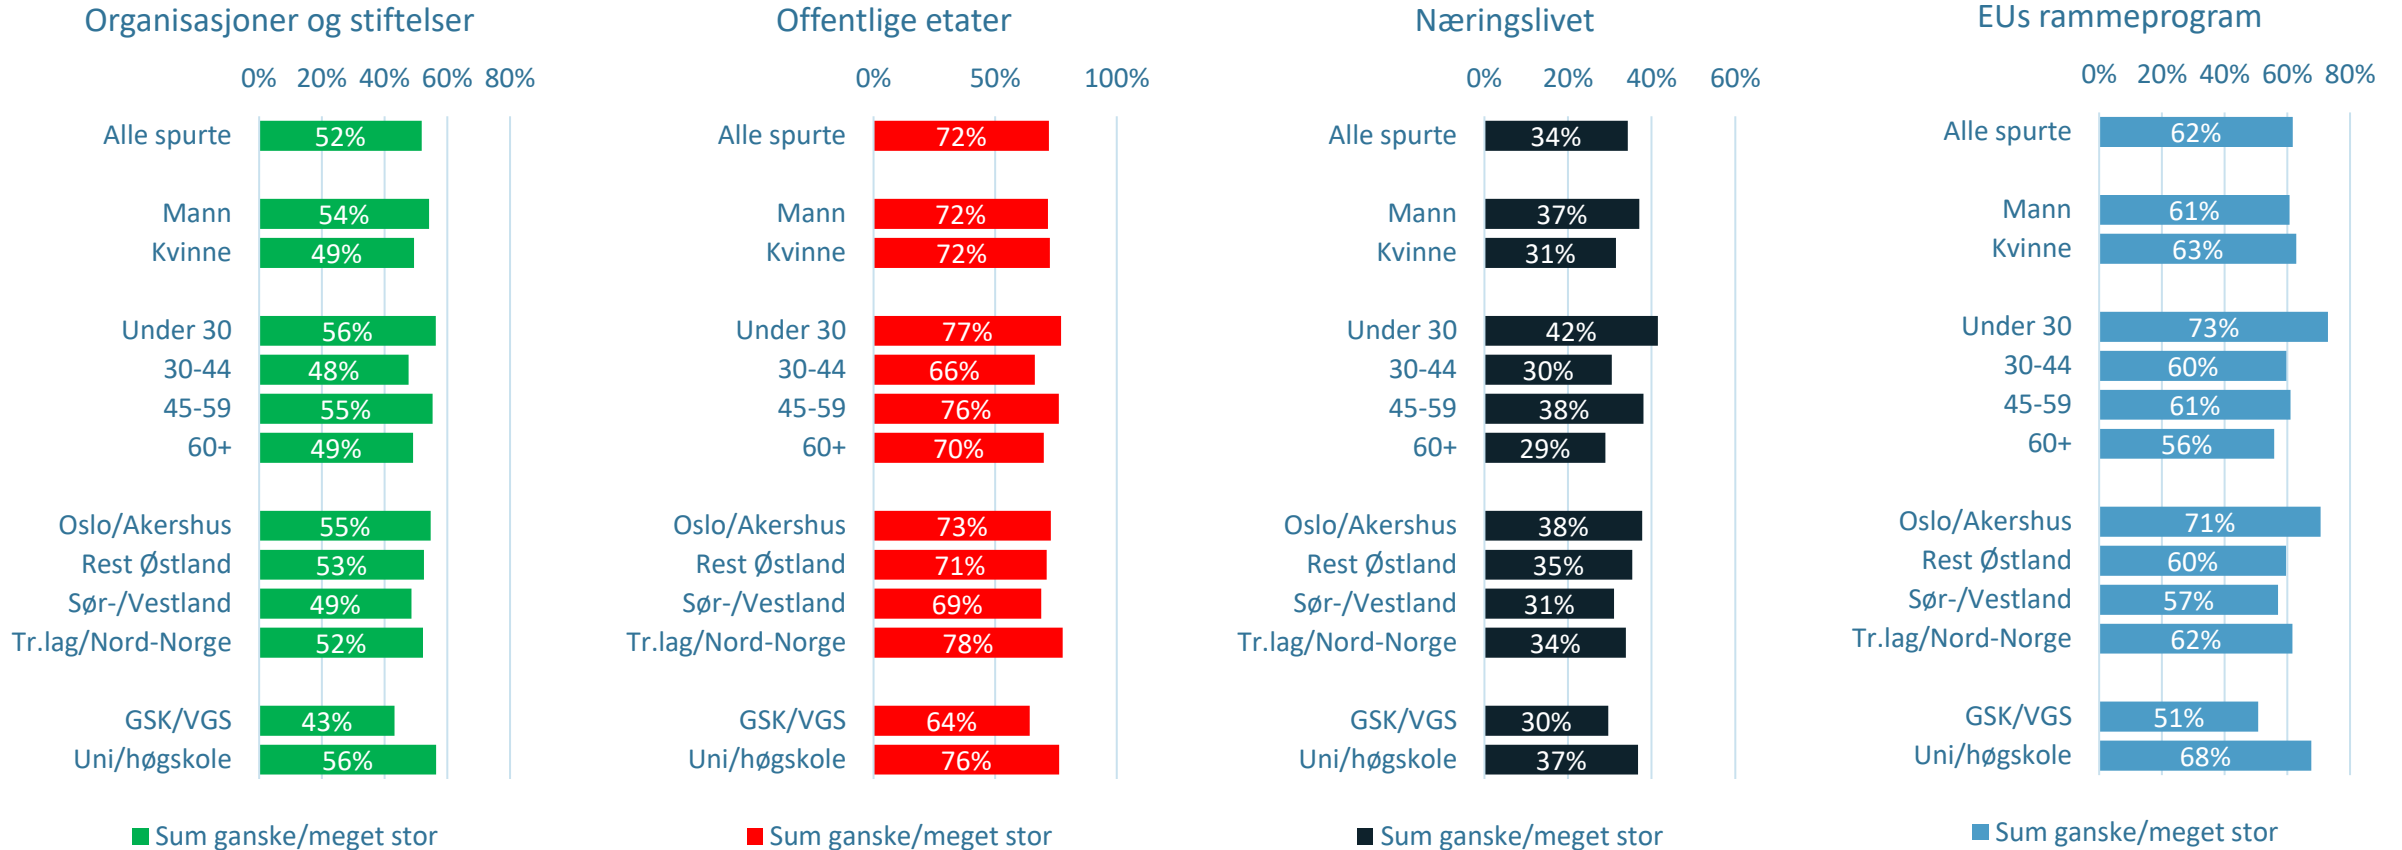 Organisasjoner og stiftelser
0% 20% 40% 60% 80%
Alle spurte 52%
Mann 54%
Kvinne 49%
Under 30 56%
30-44 48%
45-59 55%
60+ 49%
Oslo/Akershus 55%
Rest Østland 53%
Sør-/Vestland 49%
Tr.lag/Nord-Norge 52%
GSK/VGS 43%
Uni/høgskole 56%
Sum ganske/meget stor
Offentlige etater
0% 50% 100%
Alle spurte 72%
Mann 72%
Kvinne 72%
Under 30 77%
30-44 66%
45-59 76%
60+ 70%
Oslo/Akershus 73%
Rest Østland 71%
Sør-/Vestland 69%
Tr.lag/Nord-Norge 78%
GSK/VGS 64%
Uni/høgskole 76%
Sum ganske/meget stor
Næringslivet
0% 20% 40% 60%
Alle spurte 34%
Mann 37%
Kvinne 31%
Under 30 42%
30-44 30%
45-59 38%
60+ 29%
Oslo/Akershus 38%
Rest Østland 35%
Sør-/Vestland 31%
Tr.lag/Nord-Norge 34%
GSK/VGS 30%
Uni/høgskole 37%
Sum ganske/meget stor
EUs rammeprogram
0% 20% 40% 60% 80%
Alle spurte 62%
Mann 61%
Kvinne 63%
Under 30 73%
30-44 60%
45-59 61%
60+ 56%
Oslo/Akershus 71%
Rest Østland 60%
Sør-/Vestland 57%
Tr.lag/Nord-Norge 62%
GSK/VGS 51%
Uni/høgskole 68%
Sum ganske/meget stor